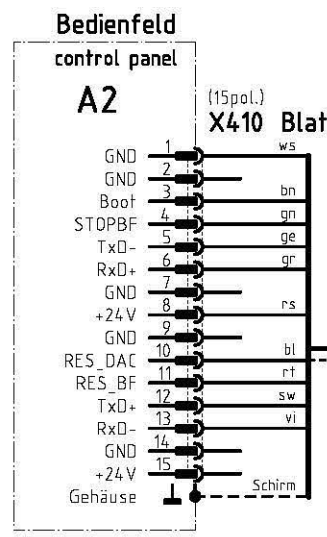 Bedienfeld
control panel
A2
(15pol.)
X410 Blat
GND 1 ws
GND 2
Boot 3 bn
STOPBF 4 gn
TxD- 5 ge
RxD+ 6 gr
GND 7
+24V 8 rs
GND 9
RES_DAC 10 bl
RES_BF 11 rt
TxD+ 12 sw
RxD- 13 vi
GND 14
+24V 15
Gehäuse Schirm